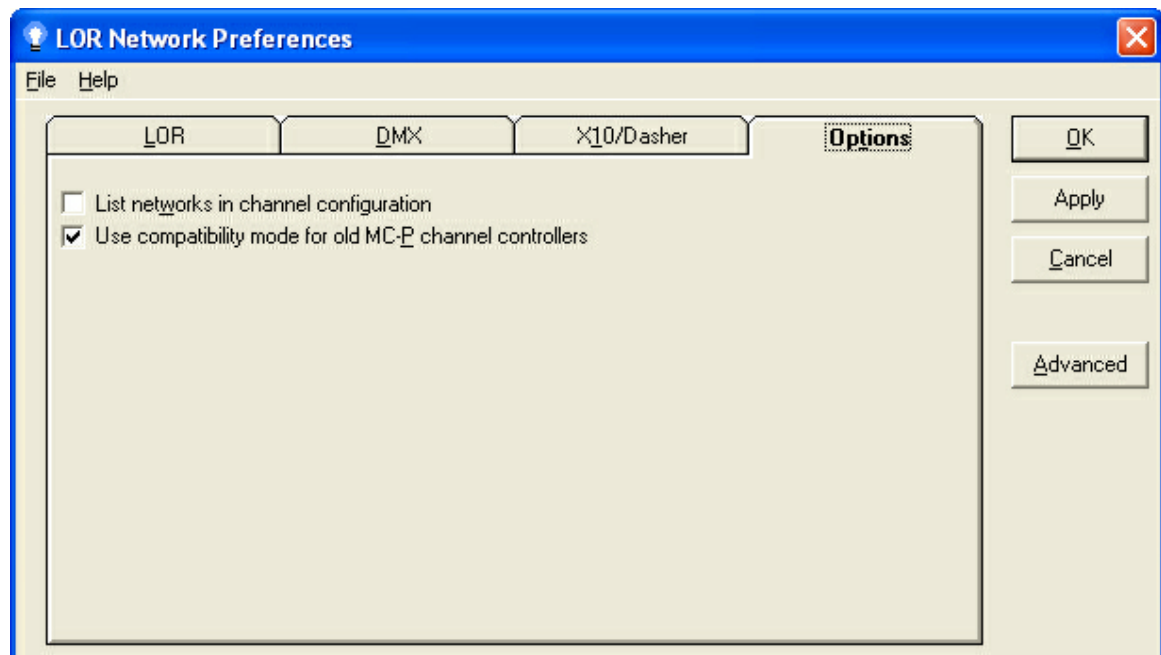 LOR Network Preferences
File Help
LOR DMX X10/Dasher Options
List networks in channel configuration
Use compatibility mode for old MC-P channel controllers
OK
Apply
Cancel
Advanced